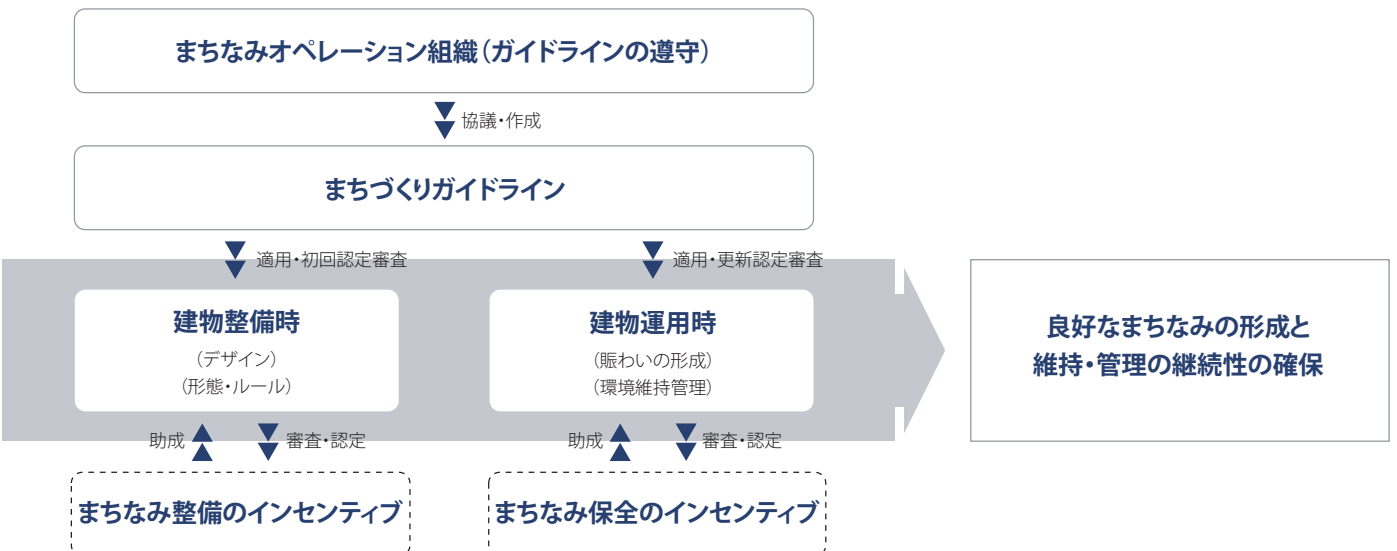 まちなみオペレーション組織（ガイドラインの遵守）
協議・作成
まちづくりガイドライン
適用・初回認定審査
適用・更新認定審査
建物整備時
（デザイン）
（形態・ルール）
建物運用時
（賑わいの形成）
（環境維持管理）
良好なまちなみの形成と
維持・管理の継続性の確保
助成
審査・認定
助成
審査・認定
まちなみ整備のインセンティブ
まちなみ保全のインセンティブ